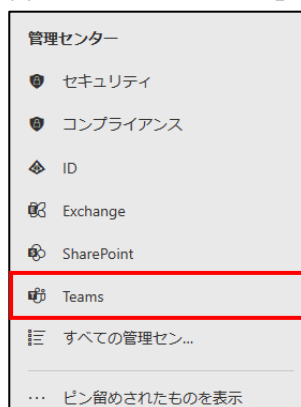 管理センター
セキュリティ
コンプライアンス
ID
Exchange
SharePoint
Teams
すべての管理セン...
… ピン留めされたものを表示